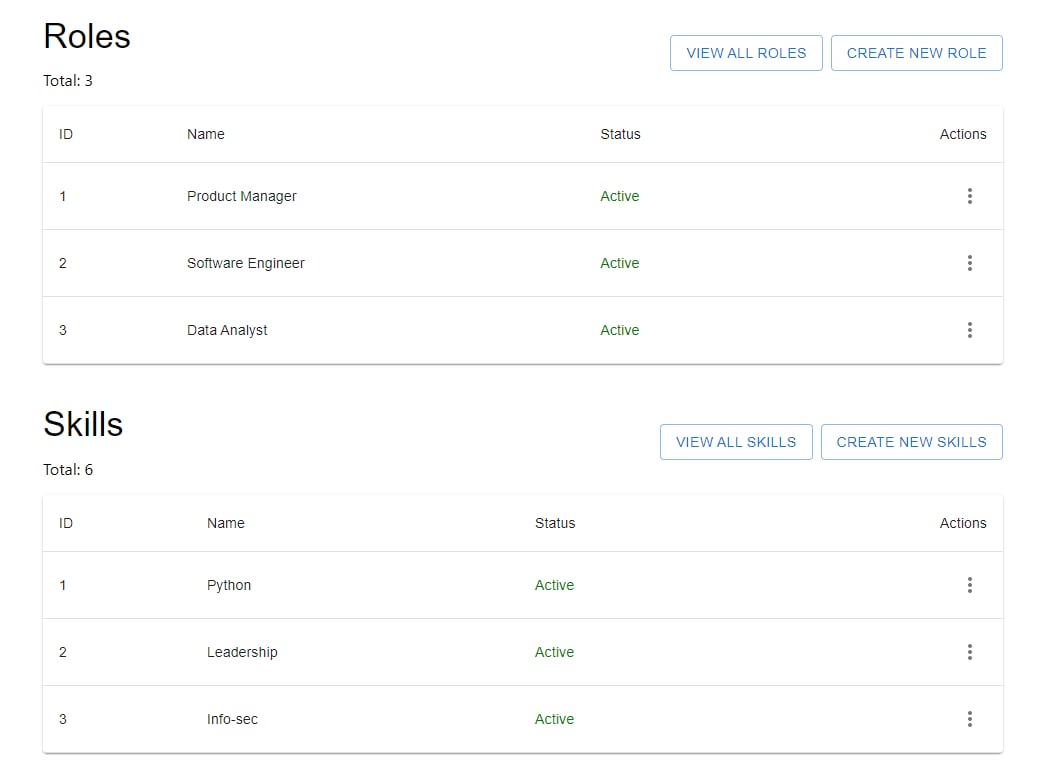 Roles
VIEW ALL ROLES CREATE NEW ROLE
Total: 3
ID Name Status Actions
1 Product Manager Active
2 Software Engineer Active
3 Data Analyst Active
Skills
VIEW ALL SKILLS CREATE NEW SKILLS
Total: 6
ID Name Status Actions
1 Python Active
2 Leadership Active
3 Info-sec Active